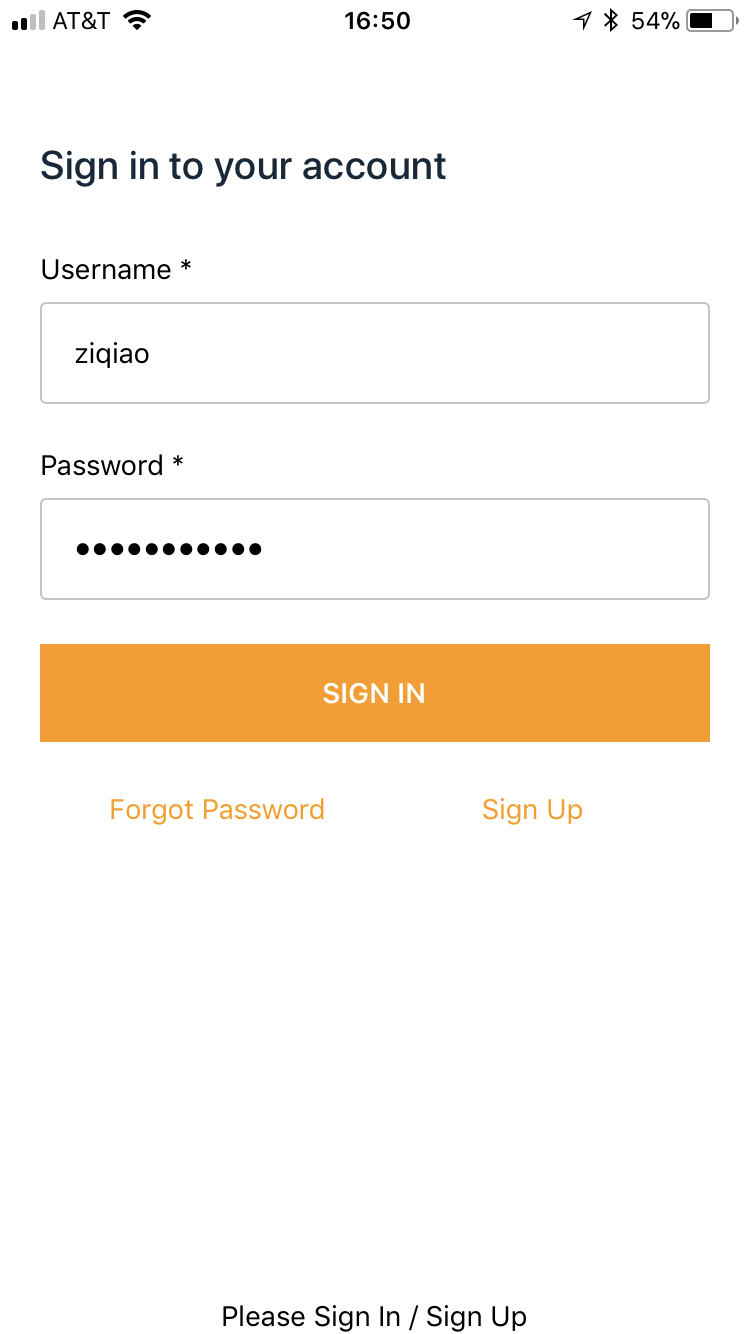 AT&T 16:50 54%
Sign in to your account
Username *
ziqiao
Password *
•••••••••••
SIGN IN
Forgot Password Sign Up
Please Sign In / Sign Up